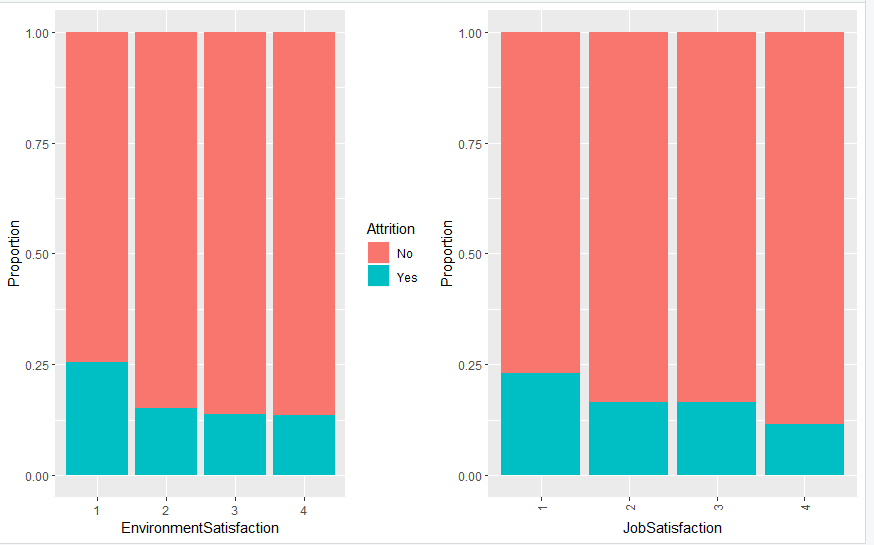 Proportion
1.00
0.75
0.50
0.25
0.00
1 2 3 4
EnvironmentSatisfaction
Attrition
No
Yes
Proportion
1.00
0.75
0.50
0.25
0.00
1 2 3 4
JobSatisfaction